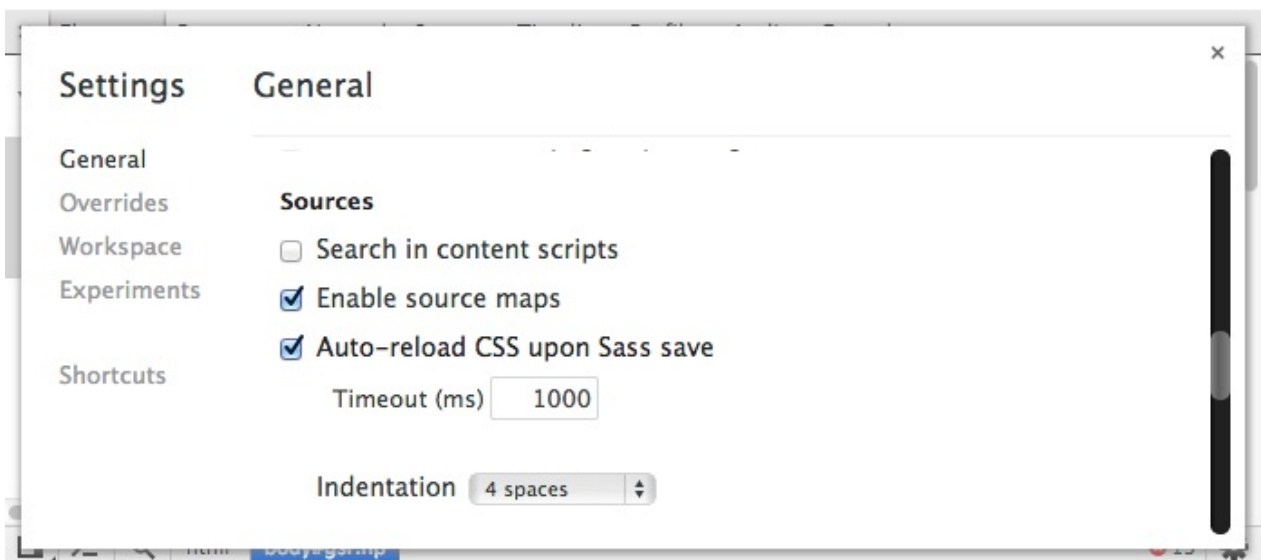 Settings
General
General
Overrides
Workspace
Experiments
Shortcuts
Sources
Search in content scripts
Enable source maps
Auto-reload CSS upon Sass save
Timeout (ms) 1000
Indentation 4 spaces